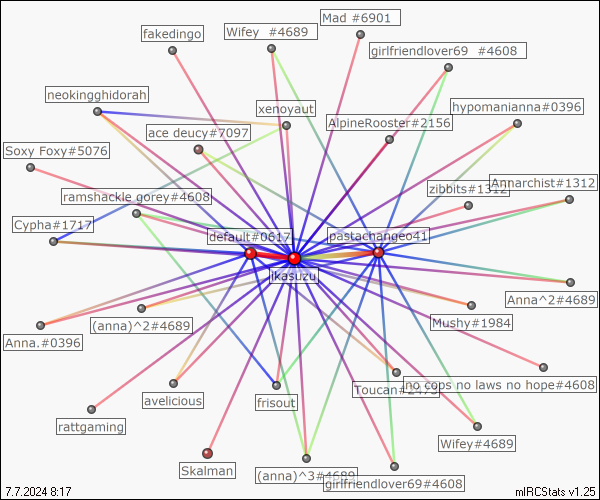 Mad #6901
Wifey #4689
fakedingo
girlfriendlover69 #4608
neokingghidorah
xenoyaut
hypomanianna#0396
AlpineRooster#2156
ace deucy#7097
Soxy Foxy#5076
zibbits#1312
Annarchist#1312
ramshackle gorey#4608
Cypha#1717
default#0617
pastachangeo41
ikasuzu
Anna^2#4689
(anna)^2#4689
Mushy#1984
Anna.#0396
no cops no laws no hope#4608
avelicious
frisout
rattgaming
Wifey#4689
Skalman
(anna)^3#4689
girlfriendlover69#4608
7.7.2024 8:17
mIRCStats v1.25